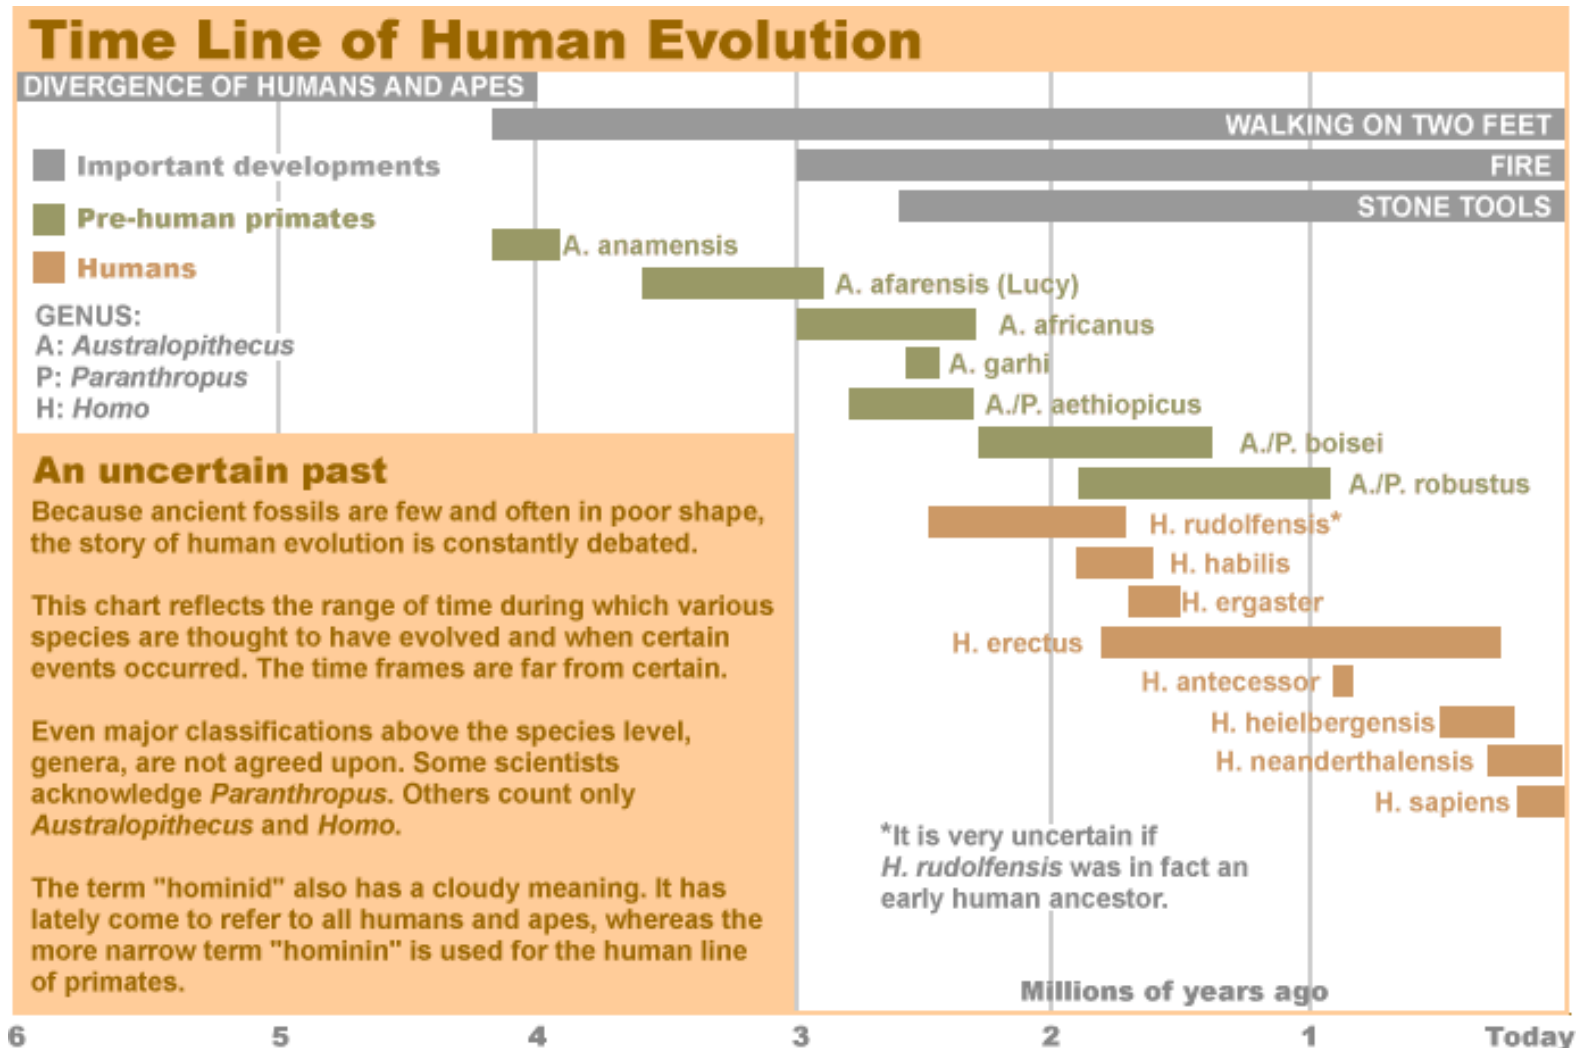 Time Line of Human Evolution
DIVERGENCE OF HUMANS AND APES
WALKING ON TWO FEET
FIRE
STONE TOOLS
Important developments
Pre-human primates
Humans
GENUS:
A: Australopithecus
P: Paranthropus
H: Homo
A. anamensis
A. afarensis (Lucy)
A. africanus
A. garhi
A./P. aethiopicus
A./P. boisei
A./P. robustus
H. rudolfensis*
H. habilis
H. ergaster
H. erectus
H. antecessor
H. heielbergensis
H. neanderthalensis
H. sapiens
An uncertain past
Because ancient fossils are few and often in poor shape,
the story of human evolution is constantly debated.
This chart reflects the range of time during which various
species are thought to have evolved and when certain
events occurred. The time frames are far from certain.
Even major classifications above the species level,
genera, are not agreed upon. Some scientists
acknowledge Paranthropus. Others count only
Australopithecus and Homo.
The term "hominid" also has a cloudy meaning. It has
lately come to refer to all humans and apes, whereas the
more narrow term "hominin" is used for the human line
of primates.
*It is very uncertain if
H. rudolfensis was in fact an
early human ancestor.
Millions of years ago
6 5 4 3 2 1 Today